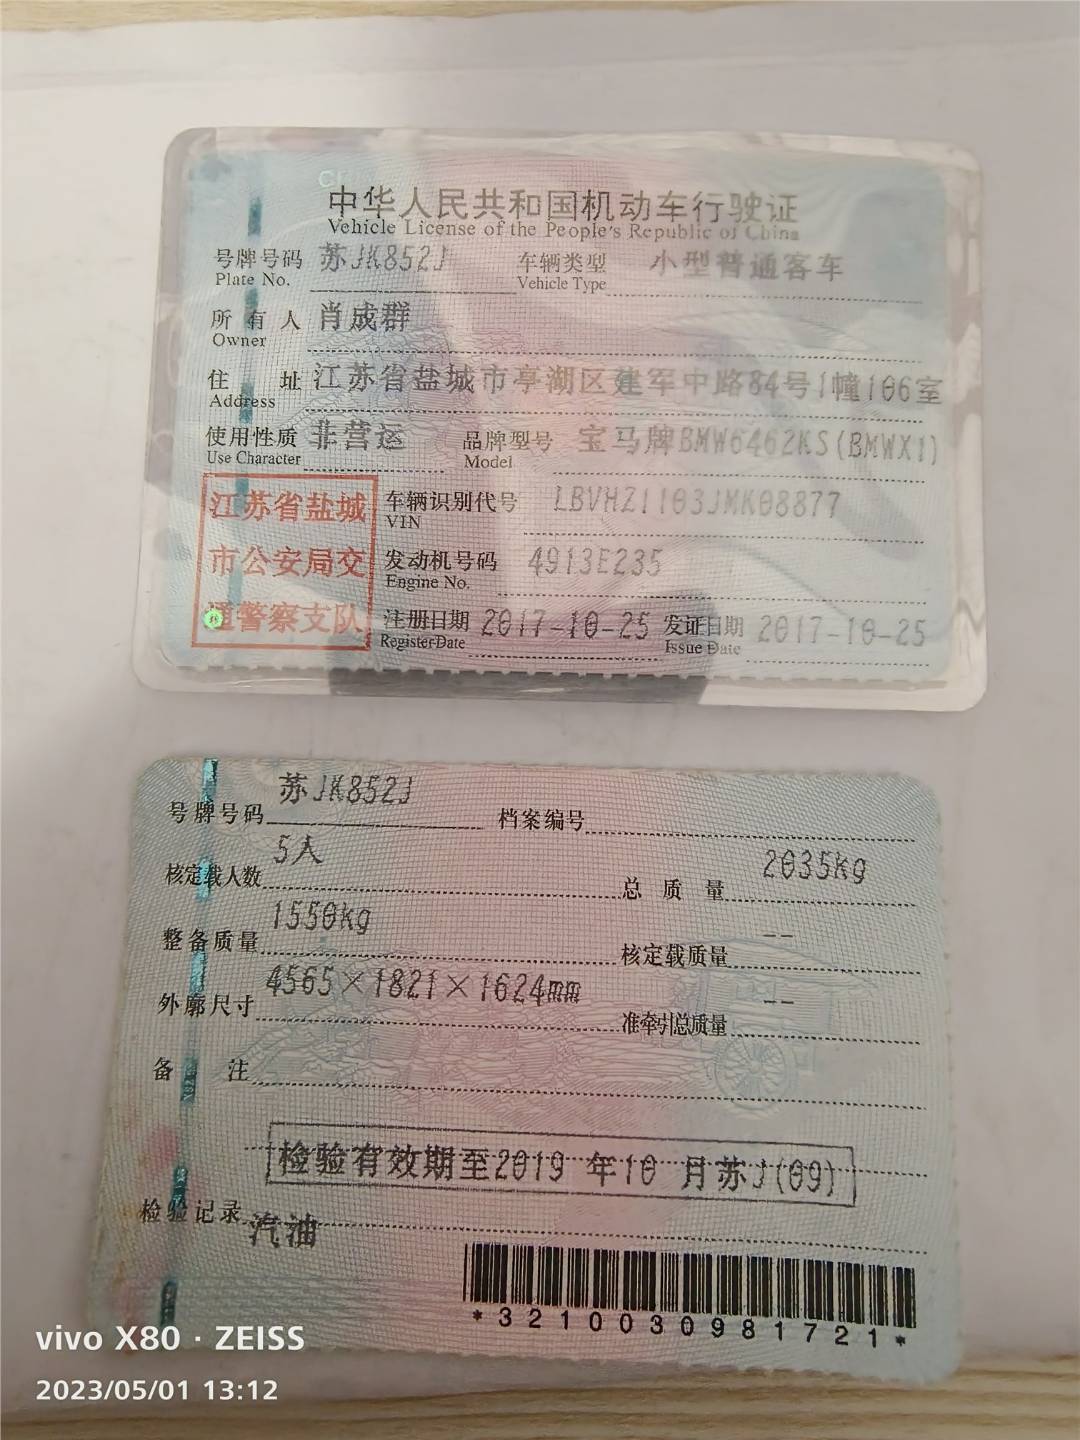 中华人民共和国机动车行驶证
Vehicle License of the People's Republic of China
号牌号码 苏JK852J 车辆类型 小型普通客车
Plate No. Vehicle Type
所有人 肖成群
Owner
住址 江苏省盐城市亭湖区建军中路84号1幢106室
Address
使用性质 非营运 品牌型号 宝马牌BMW6462KS(BMWX1)
Use Character Model
江苏省盐城
市公安局交
通警察支队
车辆识别代号 LBVHZ1103JMK08877
VIN
发动机号码 4913E235
Engine No.
注册日期 2017-10-25 发证日期 2017-10-25
Register Date Issue Date
号牌号码 苏JK852J 档案编号
核定载人数 5人 总质量 2035kg
整备质量 1550kg 核定载质量 --
外廓尺寸 4565×1821×1624mm 准牵引总质量 --
备注
检验有效期至2019年10月苏J(09)
检验记录 汽油
*3210030981721*
vivo X80 · ZEISS
2023/05/01 13:12